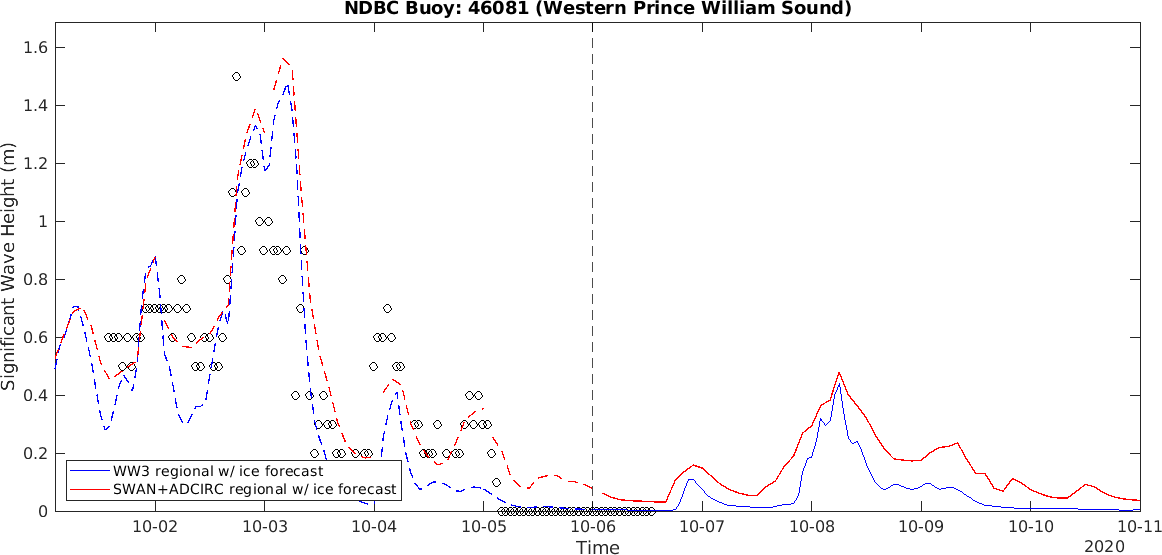 NDBC Buoy: 46081 (Western Prince William Sound)
1.6
1.4
1.2
1
0.8
0.6
0.4
0.2
0
Significant Wave Height (m)
WW3 regional w/ ice forecast
SWAN+ADCIRC regional w/ ice forecast
10-02 10-03 10-04 10-05 10-06 10-07 10-08 10-09 10-10 10-11
Time
2020